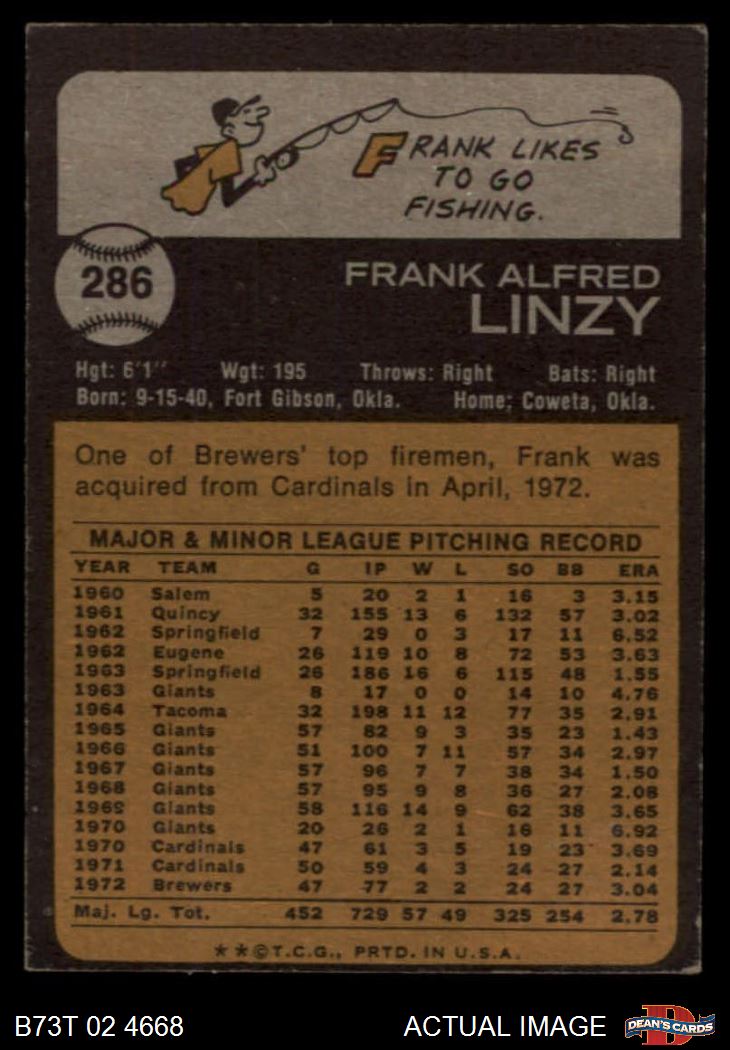 FRANK LIKES
TO GO
FISHING.
286
FRANK ALFRED
LINZY
Hgt: 6'1" Wgt: 195 Throws: Right Bats: Right
Born: 9-15-40, Fort Gibson, Okla. Home: Coweta, Okla.
One of Brewers' top firemen, Frank was
acquired from Cardinals in April, 1972.
MAJOR & MINOR LEAGUE PITCHING RECORD
YEAR TEAM G IP W L SO BB ERA
1960 Salem 5 20 2 1 16 3 3.15
1961 Quincy 32 155 13 6 132 57 3.02
1962 Springfield 7 29 0 3 17 11 6.52
1962 Eugene 26 119 10 8 72 53 3.63
1963 Springfield 26 186 16 6 115 48 1.55
1963 Giants 8 17 0 0 14 10 4.76
1964 Tacoma 32 198 11 12 77 35 2.91
1965 Giants 57 82 9 3 35 23 1.43
1966 Giants 51 100 7 11 57 34 2.97
1967 Giants 57 96 7 7 38 34 1.50
1968 Giants 57 95 9 8 36 27 2.08
1969 Giants 58 116 14 9 62 38 3.65
1970 Giants 20 26 2 1 16 11 6.92
1970 Cardinals 47 61 3 5 19 23 3.69
1971 Cardinals 50 59 4 3 24 27 2.14
1972 Brewers 47 77 2 2 24 27 3.04
Maj. Lg. Tot. 452 729 57 49 325 254 2.78
**©T.C.G., PRTD. IN U.S.A.
B73T 02 4668 ACTUAL IMAGE D DEAN'S CARDS